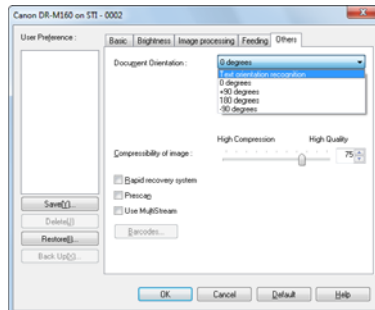 Canon DR-M160 on STI - 0002
User Preference :
Basic Brightness Image processing Feeding Others
Document Orientation :
0 degrees
Text orientation recognition
0 degrees
+90 degrees
180 degrees
-90 degrees
High Compression High Quality
Compressibility of image :
75
Rapid recovery system
Prescan
Use MultiStream
Barcodes...
Save(Y)...
Delete(J)
Restore(I)...
Back Up(X)...
OK Cancel Default Help